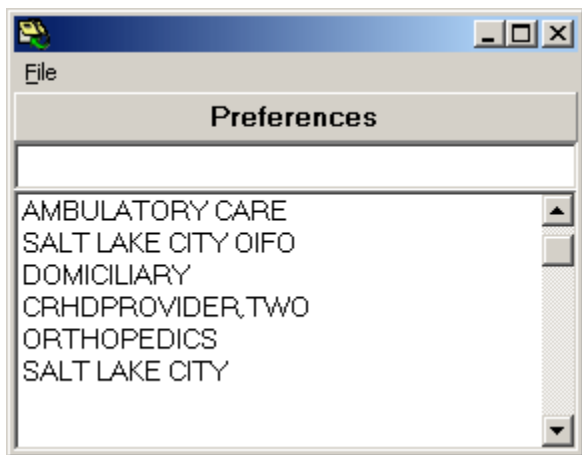 File
Preferences
AMBULATORY CARE
SALT LAKE CITY OIFO
DOMICILIARY
CRHDPROVIDER,TWO
ORTHOPEDICS
SALT LAKE CITY